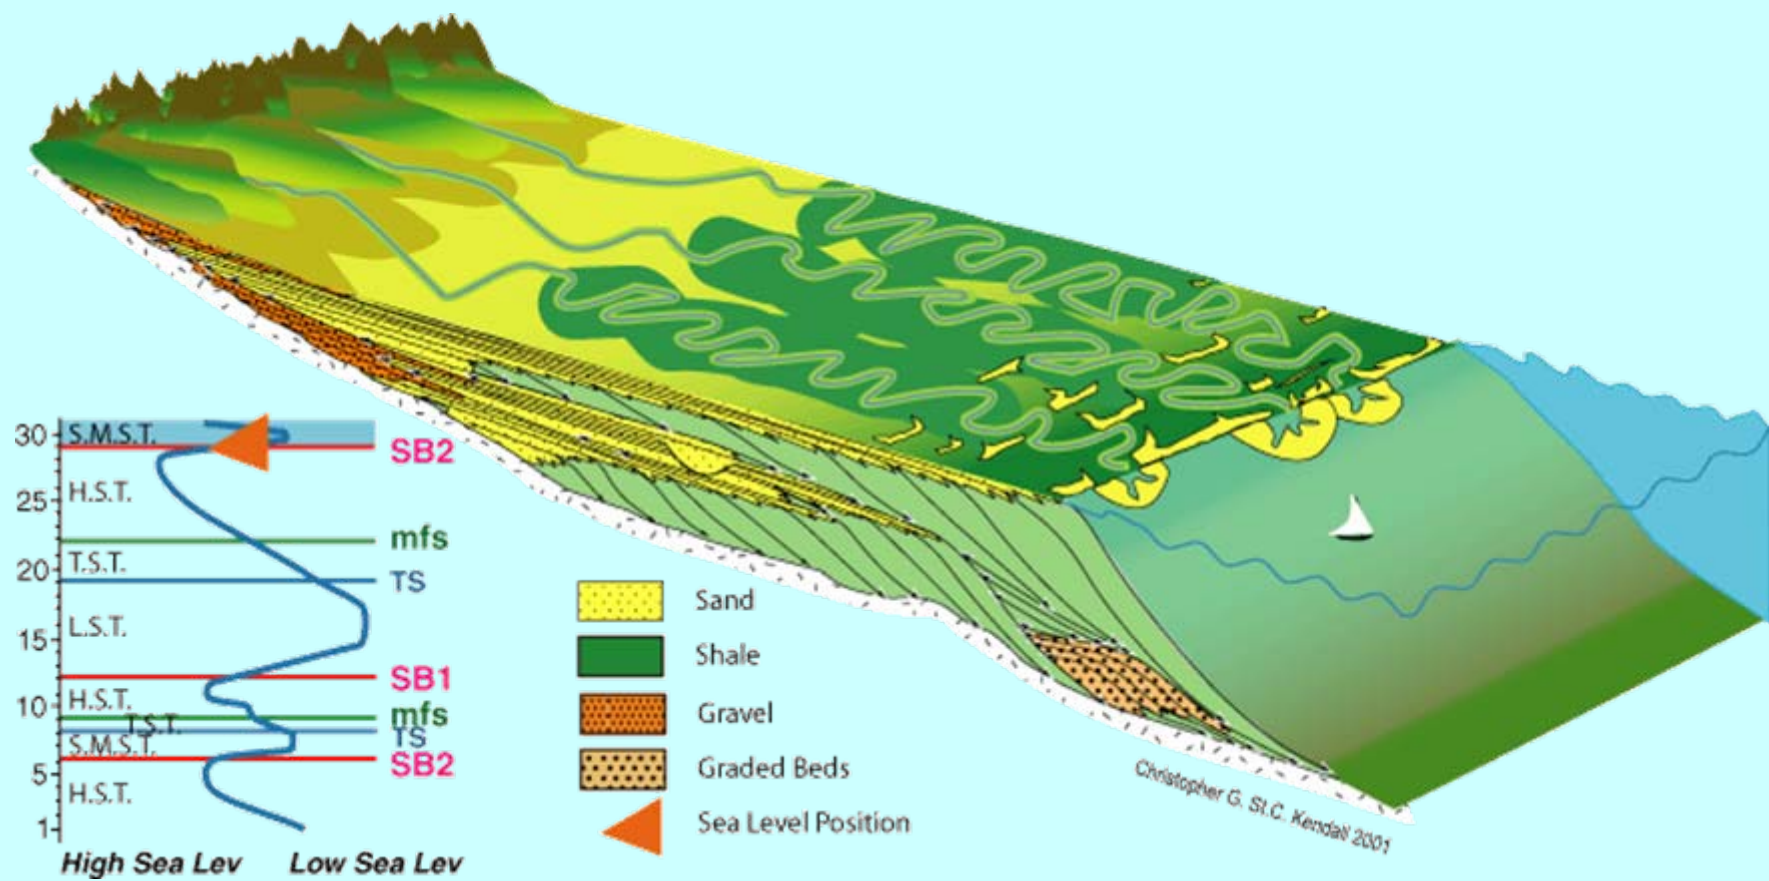 30
S.M.S.T.
SB2
25
H.S.T.
mfs
20
T.S.T.
TS
15
L.S.T.
SB1
10
H.S.T.
mfs
T.S.T.
TS
S.M.S.T.
SB2
5
H.S.T.
1
High Sea Lev
Low Sea Lev
Sand
Shale
Gravel
Graded Beds
Sea Level Position
Christopher G. St.C. Kendall 2001